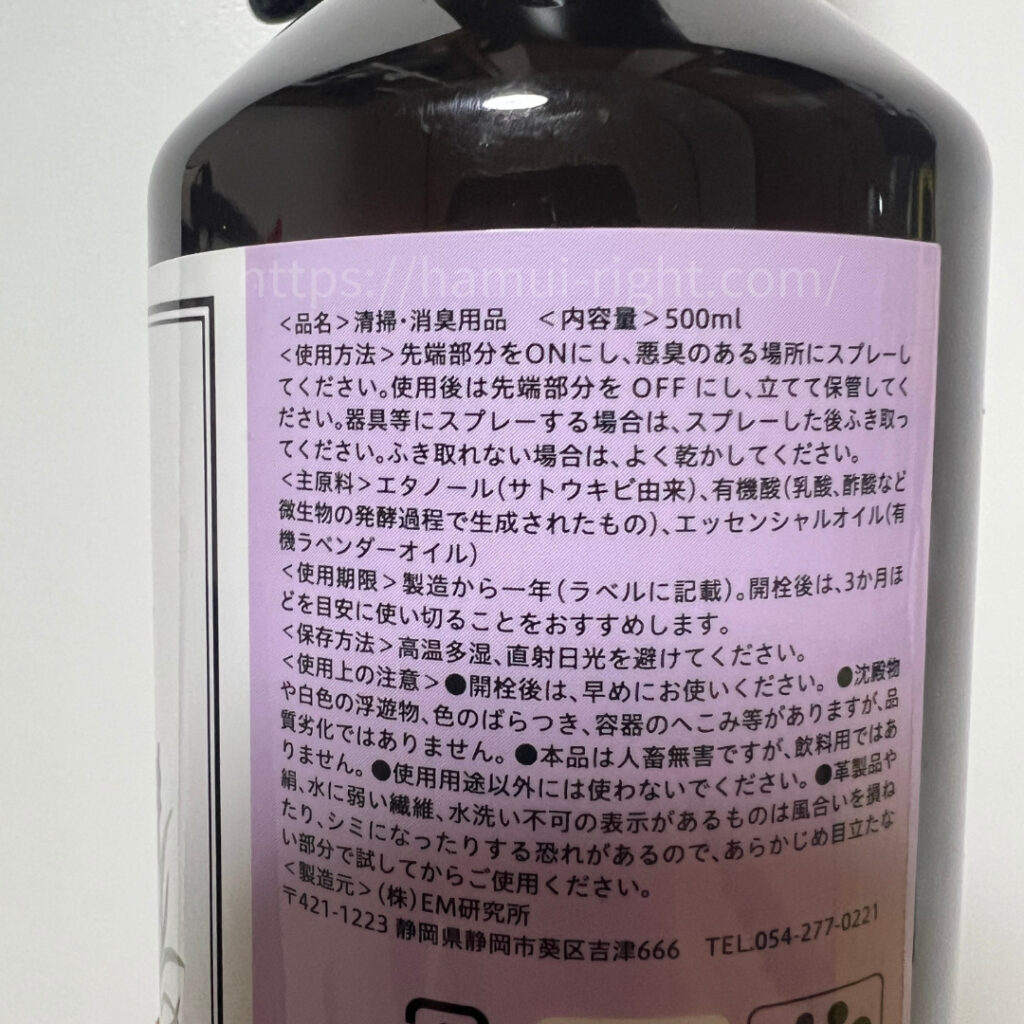 https://hamui-right.com/
<品名>清掃・消臭用品　<内容量>500ml
<使用方法>先端部分をONにし、悪臭のある場所にスプレーし
てください。使用後は先端部分を OFF にし、立てて保管してく
ださい。器具等にスプレーする場合は、スプレーした後ふき取っ
てください。ふき取れない場合は、よく乾かしてください。
<主原料>エタノール(サトウキビ由来)、有機酸(乳酸、酢酸など
微生物の発酵過程で生成されたもの)、エッセンシャルオイル(有
機ラベンダーオイル)
<使用期限>製造から一年(ラベルに記載)。開栓後は、3か月ほ
どを目安に使い切ることをおすすめします。
<保存方法>高温多湿、直射日光を避けてください。
<使用上の注意>●開栓後は、早めにお使いください。●沈殿物
や白色の浮遊物、色のばらつき、容器のへこみ等がありますが、品
質劣化ではありません。●本品は人畜無害ですが、飲料用ではあ
りません。●使用用途以外には使わないでください。●革製品や
絹、水に弱い繊維、水洗い不可の表示があるものは風合いを損ね
たり、シミになったりする恐れがあるので、あらかじめ目立たな
い部分で試してからご使用ください。
<製造元>(株)EM研究所
〒421-1223 静岡県静岡市葵区吉津666　TEL.054-277-0221